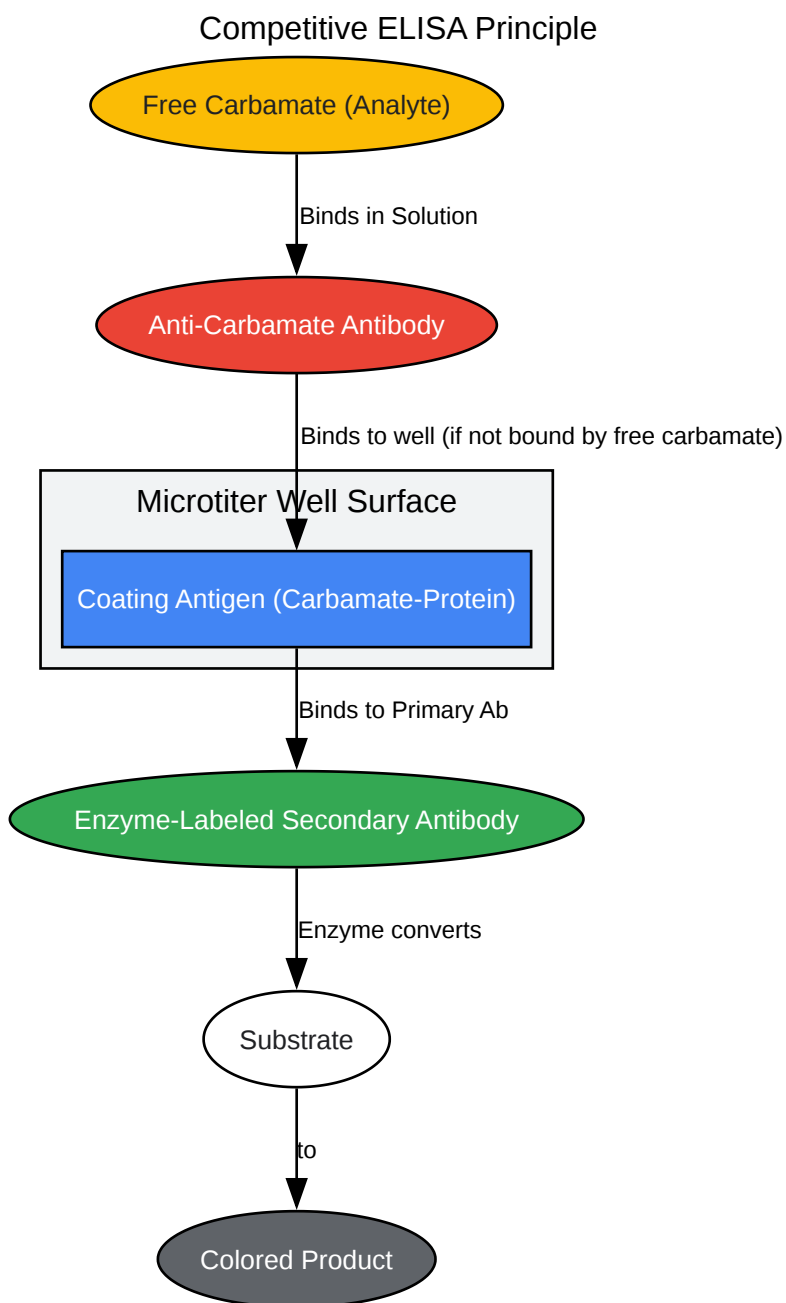 Competitive ELISA Principle
Free Carbamate (Analyte)
Binds in Solution
Anti-Carbamate Antibody
Binds to well (if not bound by free carbamate)
Microtiter Well Surface
Coating Antigen (Carbamate-Protein)
Binds to Primary Ab
Enzyme-Labeled Secondary Antibody
Enzyme converts
Substrate
to
Colored Product